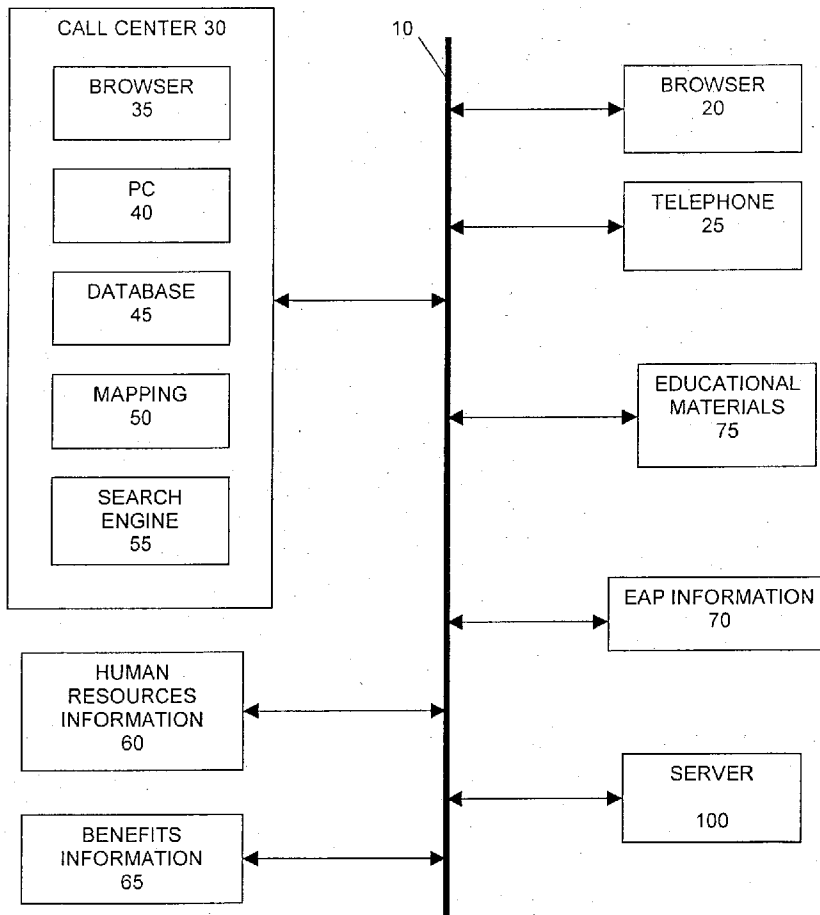 CALL CENTER 30
BROWSER
35
PC
40
DATABASE
45
MAPPING
50
SEARCH
ENGINE
55
HUMAN
RESOURCES
INFORMATION
60
BENEFITS
INFORMATION
65
10
BROWSER
20
TELEPHONE
25
EDUCATIONAL
MATERIALS
75
EAP INFORMATION
70
SERVER
100